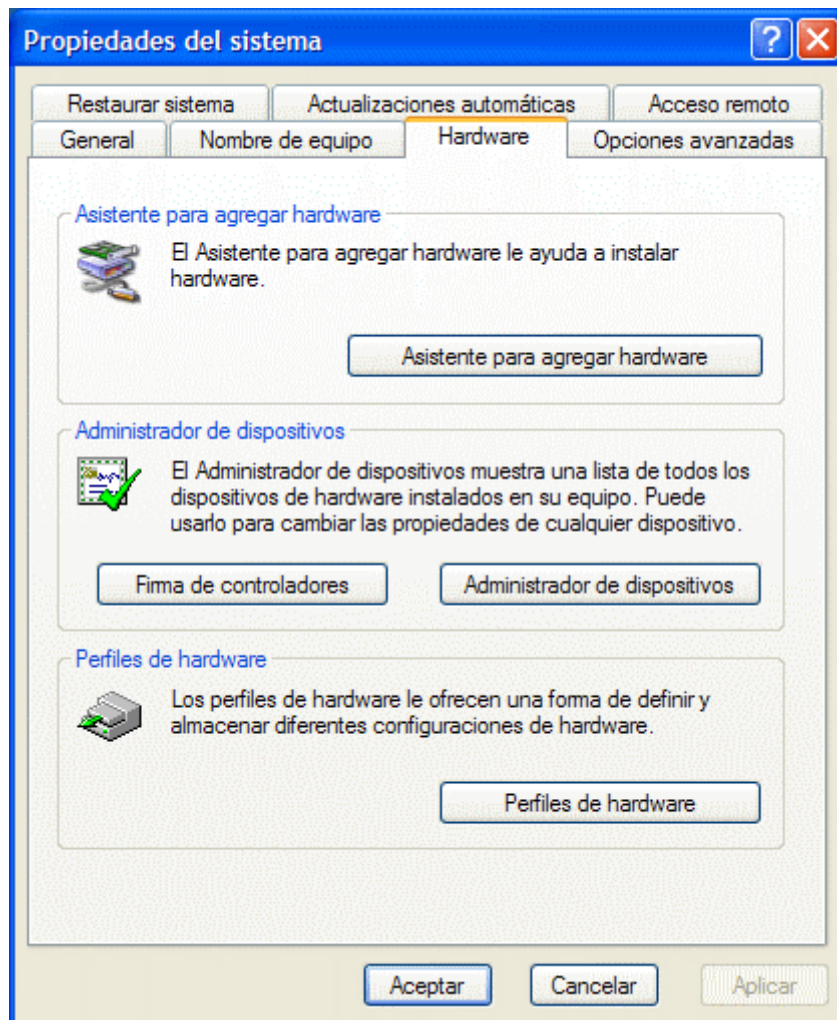 Propiedades del sistema
Restaurar sistema Actualizaciones automáticas Acceso remoto
General Nombre de equipo Hardware Opciones avanzadas
Asistente para agregar hardware
El Asistente para agregar hardware le ayuda a instalar
hardware.
Asistente para agregar hardware
Administrador de dispositivos
El Administrador de dispositivos muestra una lista de todos los
dispositivos de hardware instalados en su equipo. Puede
usarlo para cambiar las propiedades de cualquier dispositivo.
Firma de controladores Administrador de dispositivos
Perfiles de hardware
Los perfiles de hardware le ofrecen una forma de definir y
almacenar diferentes configuraciones de hardware.
Perfiles de hardware
Aceptar Cancelar Aplicar